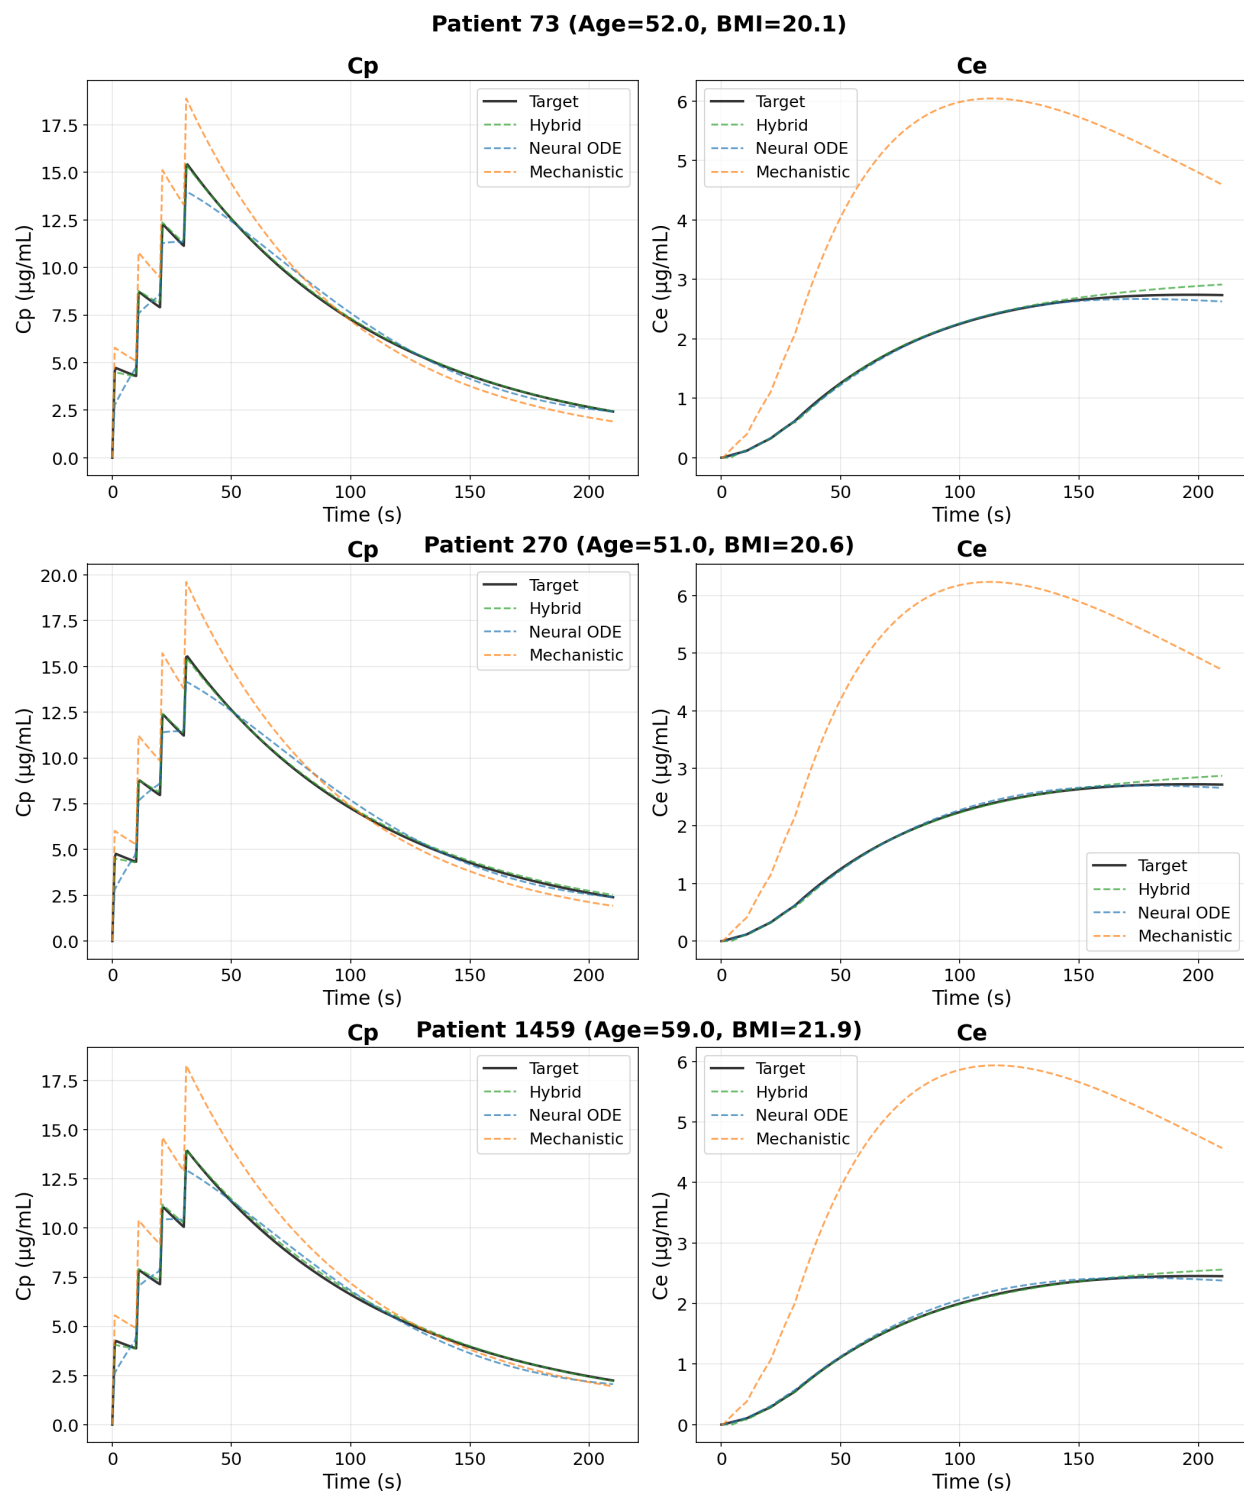 Patient 73 (Age=52.0, BMI=20.1)
Cp
Cp (μg/mL)
17.5
15.0
12.5
10.0
7.5
5.0
2.5
0.0
Target
Hybrid
Neural ODE
Mechanistic
0 50 100 150 200
Time (s)
Ce
Ce (μg/mL)
6
5
4
3
2
1
0
Target
Hybrid
Neural ODE
Mechanistic
0 50 100 150 200
Time (s)
Patient 270 (Age=51.0, BMI=20.6)
Cp
Cp (μg/mL)
20.0
17.5
15.0
12.5
10.0
7.5
5.0
2.5
0.0
Target
Hybrid
Neural ODE
Mechanistic
0 50 100 150 200
Time (s)
Ce
Ce (μg/mL)
6
5
4
3
2
1
0
Target
Hybrid
Neural ODE
Mechanistic
0 50 100 150 200
Time (s)
Patient 1459 (Age=59.0, BMI=21.9)
Cp
Cp (μg/mL)
17.5
15.0
12.5
10.0
7.5
5.0
2.5
0.0
Target
Hybrid
Neural ODE
Mechanistic
0 50 100 150 200
Time (s)
Ce
Ce (μg/mL)
6
5
4
3
2
1
0
Target
Hybrid
Neural ODE
Mechanistic
0 50 100 150 200
Time (s)